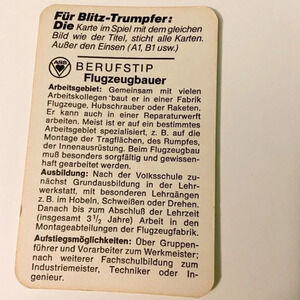 Für Blitz-Trumpfer:
Die Karte im Spiel mit dem gleichen
Bild wie der Titel, sticht alle Karten.
Außer den Einsen (A1, B1 usw.)
ASS
BERUFSTIP
Flugzeugbauer
Arbeitsgebiet: Gemeinsam mit vielen
Arbeitskollegen baut er in einer Fabrik
Flugzeuge, Hubschrauber oder Raketen.
Er kann auch in einer Reparaturwerft
arbeiten. Meist ist er auf ein bestimmtes
Arbeitsgebiet spezialisiert, z. B. auf die
Montage der Tragflächen, des Rumpfes,
der Innenausrüstung. Beim Flugzeugbau
muß besonders sorgfältig und gewissen-
haft gearbeitet werden.
Ausbildung: Nach der Volksschule zu-
nächst Grundausbildung in der Lehr-
werkstatt, mit besonderen Lehrgängen
z. B. im Hobeln, Schweißen oder Drehen.
Danach bis zum Abschluß der Lehrzeit
(insgesamt 3½ Jahre) Arbeit in den
Montageabteilungen der Flugzeugfabrik.
Aufstiegsmöglichkeiten: Über Gruppen-
führer und Vorarbeiter zum Werkmeister;
nach weiterer Fachschulbildung zum
Industriemeister, Techniker oder In-
genieur.